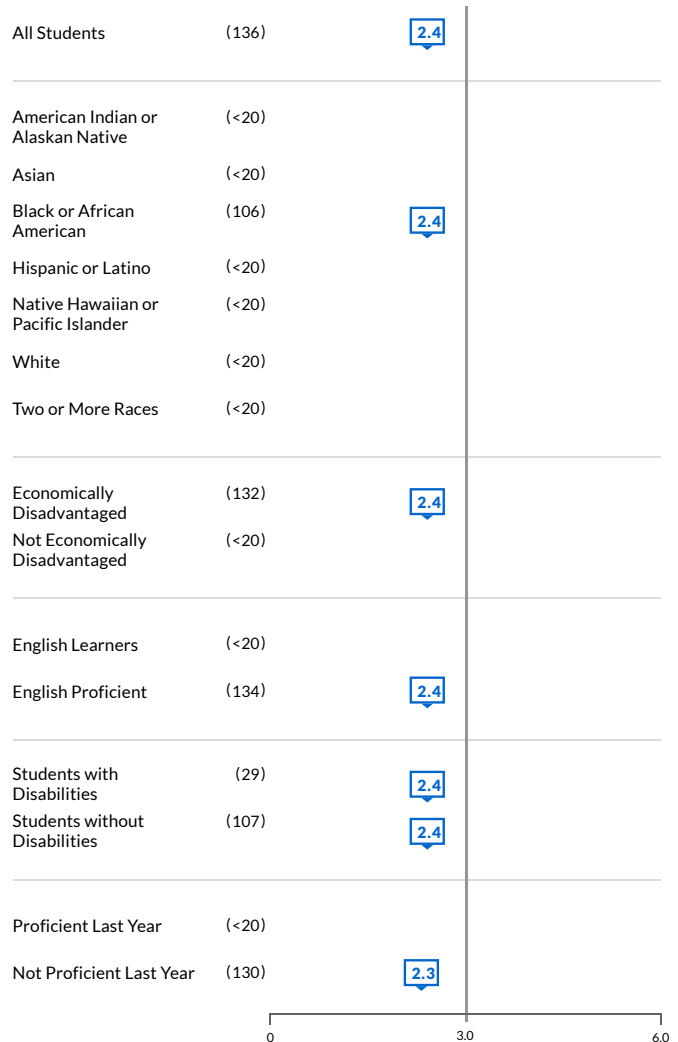 All Students (136) 2.4
American Indian or (<20)
Alaskan Native
Asian (<20)
Black or African (106) 2.4
American
Hispanic or Latino (<20)
Native Hawaiian or (<20)
Pacific Islander
White (<20)
Two or More Races (<20)
Economically (132) 2.4
Disadvantaged
Not Economically (<20)
Disadvantaged
English Learners (<20)
English Proficient (134) 2.4
Students with (29) 2.4
Disabilities
Students without (107) 2.4
Disabilities
Proficient Last Year (<20)
Not Proficient Last Year (130) 2.3
0 3.0 6.0